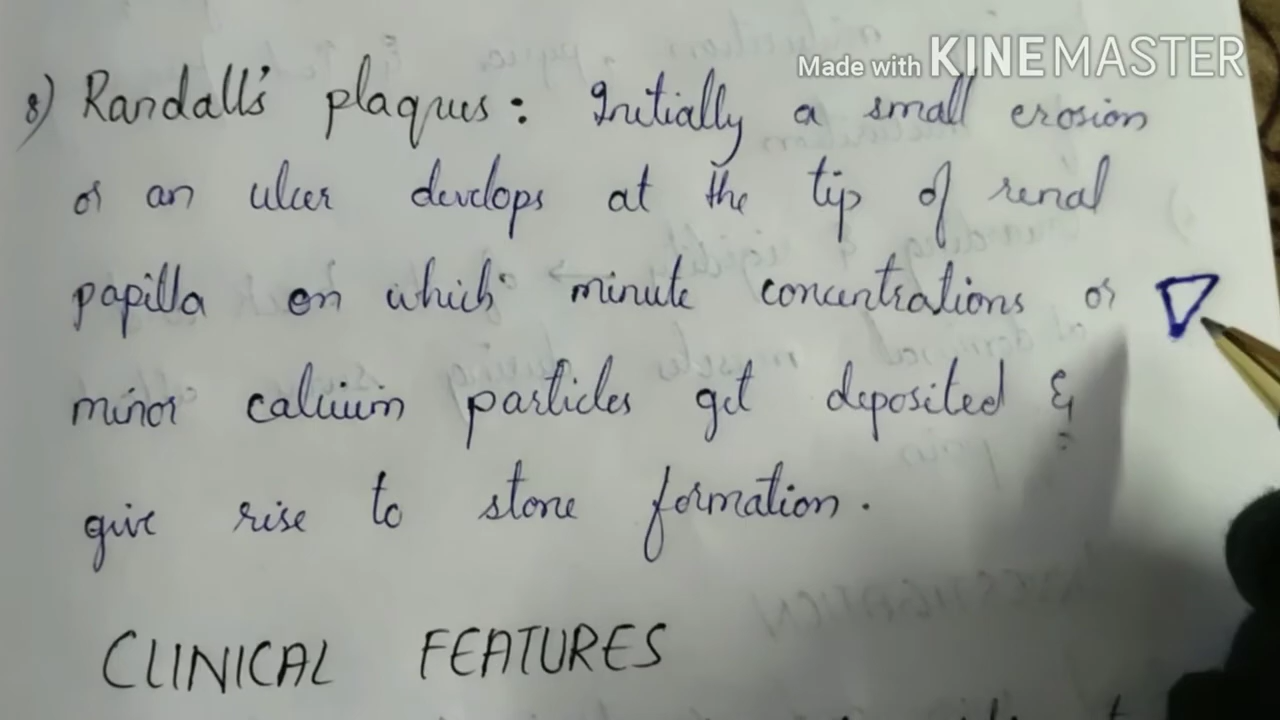 Made with KINEMASTER
8) Randall's plaques: Initially a small erosion
or an ulcer develops at the tip of renal
papilla on which minute concentrations or
minor calcium particles get deposited &
give rise to stone formation.
CLINICAL FEATURES